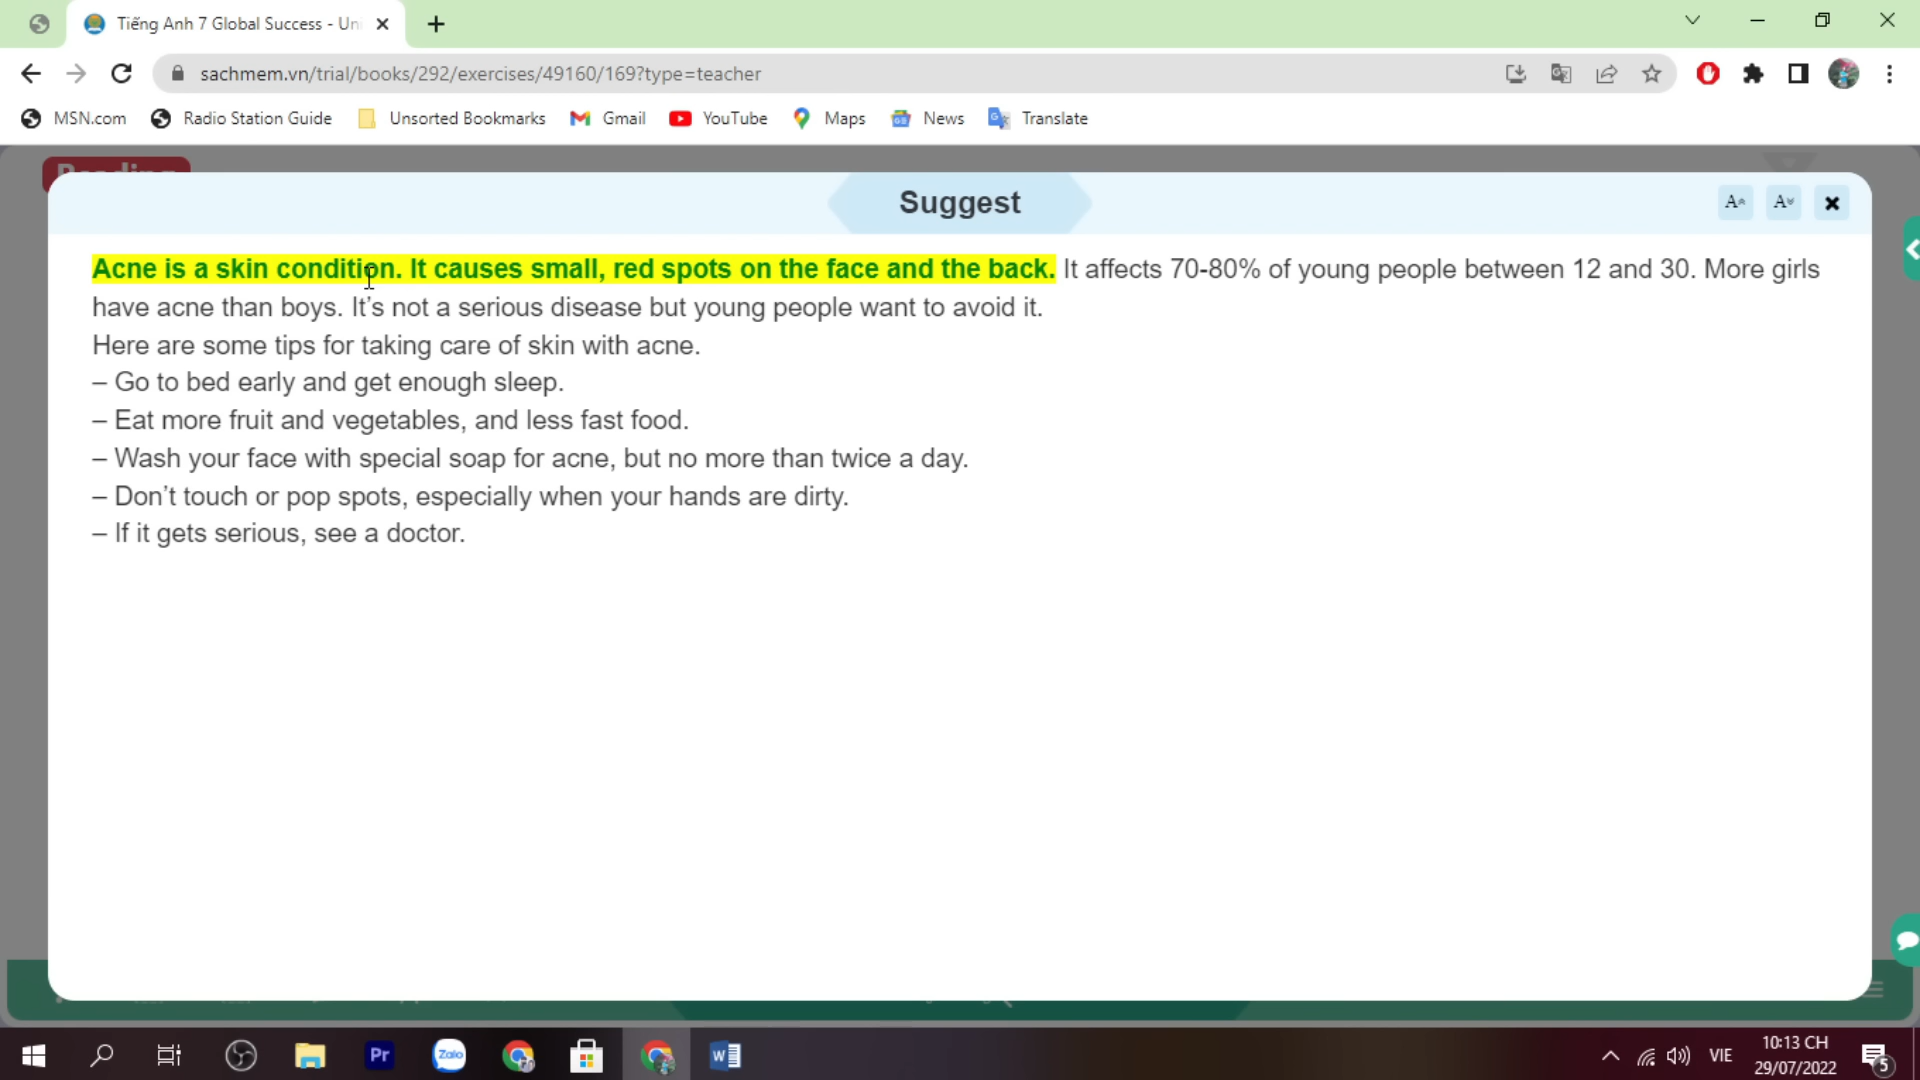 Tiếng Anh 7 Global Success - Uni
sachmem.vn/trial/books/292/exercises/49160/169?type=teacher
MSN.com Radio Station Guide Unsorted Bookmarks Gmail YouTube Maps News Translate
Reading
Suggest
A A
Acne is a skin condition. It causes small, red spots on the face and the back. It affects 70-80% of young people between 12 and 30. More girls
have acne than boys. It’s not a serious disease but young people want to avoid it.
Here are some tips for taking care of skin with acne.
– Go to bed early and get enough sleep.
– Eat more fruit and vegetables, and less fast food.
– Wash your face with special soap for acne, but no more than twice a day.
– Don’t touch or pop spots, especially when your hands are dirty.
– If it gets serious, see a doctor.
Pr Zalo W VIE 10:13 CH
29/07/2022 5